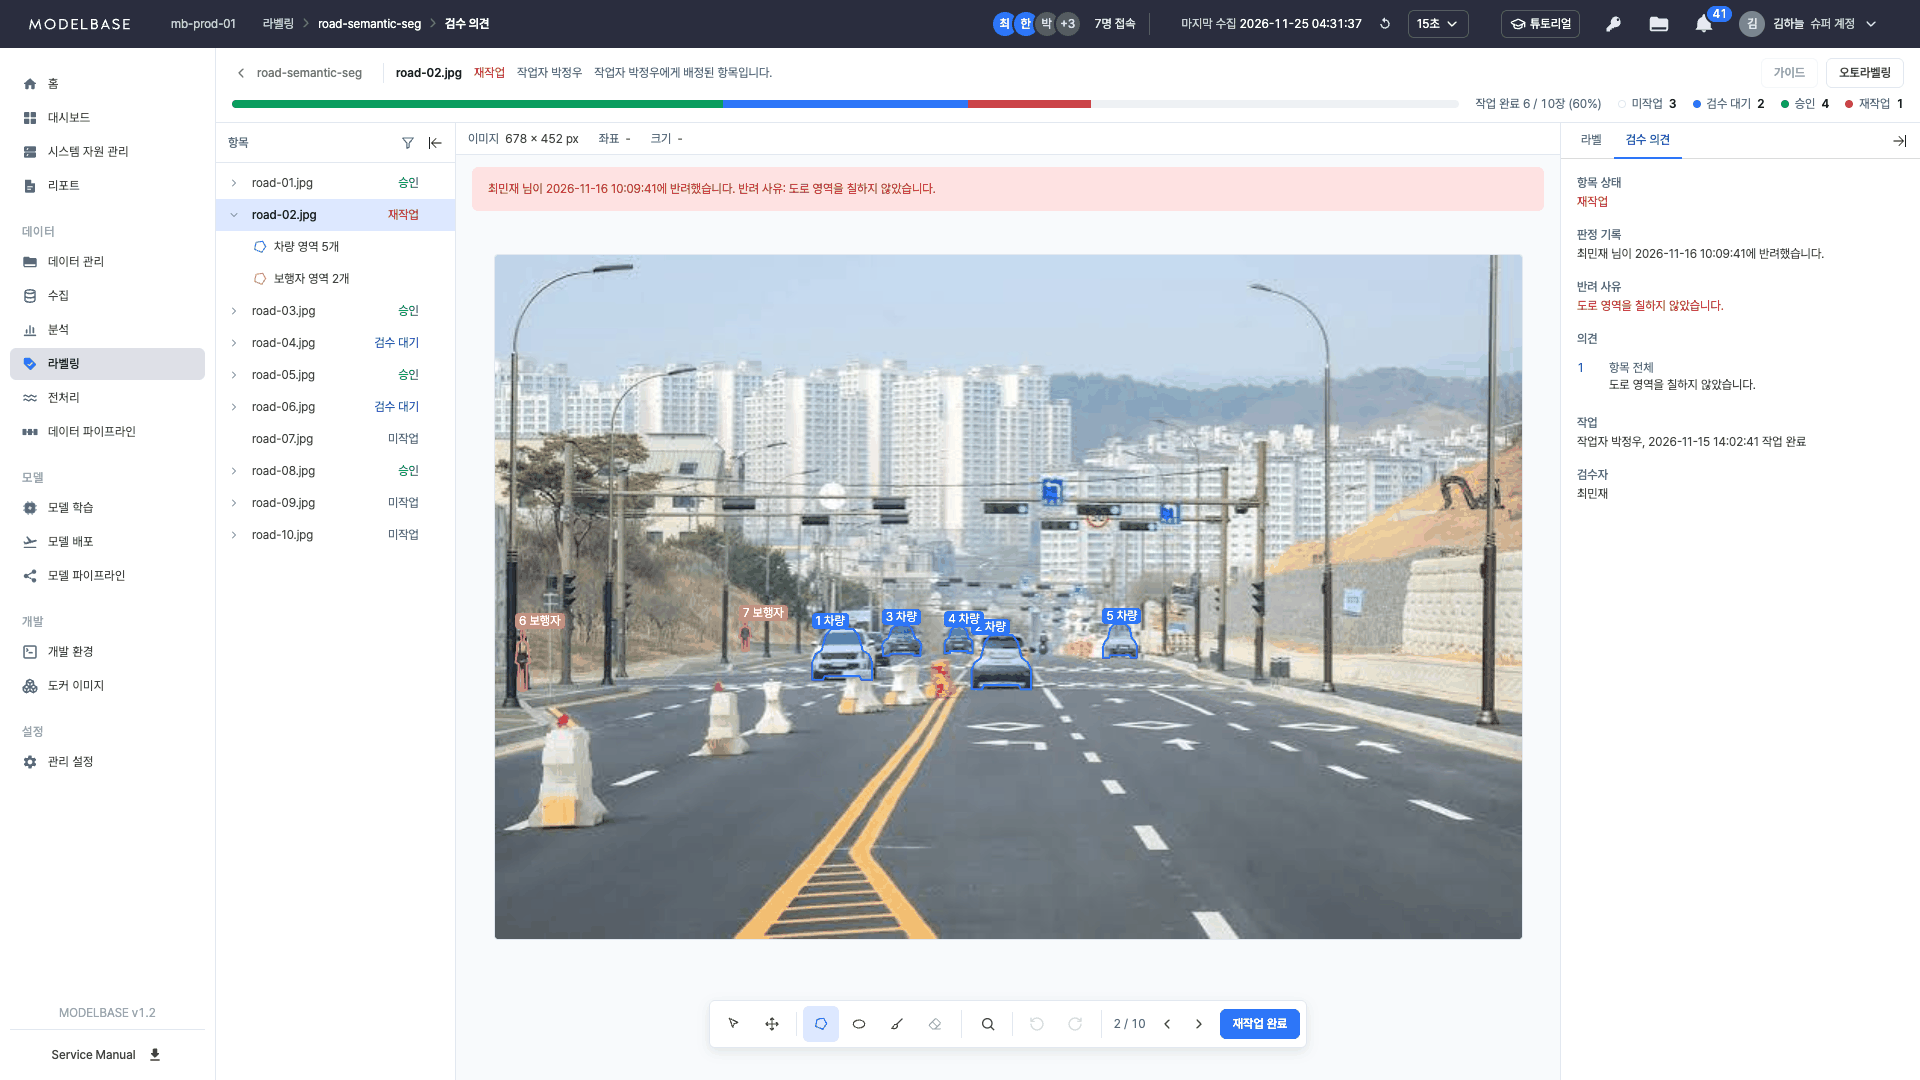 MODELBASE
mb-prod-01
라벨링 > road-semantic-seg > 검수 의견
최 한 박 +3 7명 접속
마지막 수집 2026-11-25 04:31:37
15초
튜토리얼
41
김 김하늘 슈퍼 계정
홈
대시보드
시스템 자원 관리
리포트
데이터
데이터 관리
수집
분석
라벨링
전처리
데이터 파이프라인
모델
모델 학습
모델 배포
모델 파이프라인
개발
개발 환경
도커 이미지
설정
관리 설정
MODELBASE v1.2
Service Manual
road-semantic-seg
road-02.jpg 재작업 작업자 박정우 작업자 박정우에게 배정된 항목입니다.
가이드
오토라벨링
작업 완료 6 / 10장 (60%) 미작업 3 검수 대기 2 승인 4 재작업 1
항목
road-01.jpg 승인
road-02.jpg 재작업
차량 영역 5개
보행자 영역 2개
road-03.jpg 승인
road-04.jpg 검수 대기
road-05.jpg 승인
road-06.jpg 검수 대기
road-07.jpg 미작업
road-08.jpg 승인
road-09.jpg 미작업
road-10.jpg 미작업
이미지 678 × 452 px 좌표 - 크기 -
최민재 님이 2026-11-16 10:09:41에 반려했습니다. 반려 사유: 도로 영역을 칠하지 않았습니다.
6 보행자
7 보행자
1 차량
3 차량
4 차량
2 차량
5 차량
2 / 10
재작업 완료
라벨
검수 의견
항목 상태
재작업
판정 기록
최민재 님이 2026-11-16 10:09:41에 반려했습니다.
반려 사유
도로 영역을 칠하지 않았습니다.
의견
1 항목 전체
도로 영역을 칠하지 않았습니다.
작업
작업자 박정우, 2026-11-15 14:02:41 작업 완료
검수자
최민재